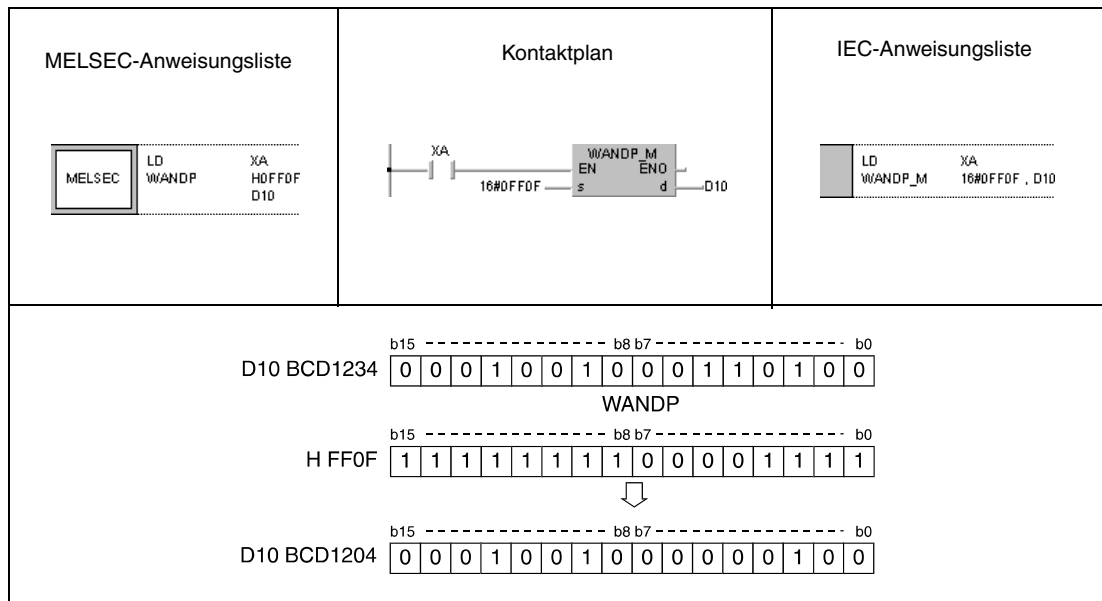 MELSEC-Anweisungsliste
Kontaktplan
IEC-Anweisungsliste
MELSEC
LD XA
WANDP H0FF0F
D10
XA
WANDP_M
EN ENO
16#0FF0F s d D10
LD XA
WANDP_M 16#0FF0F , D10
b15 b8 b7 b0
D10 BCD1234 0 0 0 1 0 0 1 0 0 0 1 1 0 1 0 0
WANDP
b15 b8 b7 b0
H FF0F 1 1 1 1 1 1 1 1 0 0 0 0 1 1 1 1
b15 b8 b7 b0
D10 BCD1204 0 0 0 1 0 0 1 0 0 0 0 0 0 1 0 0